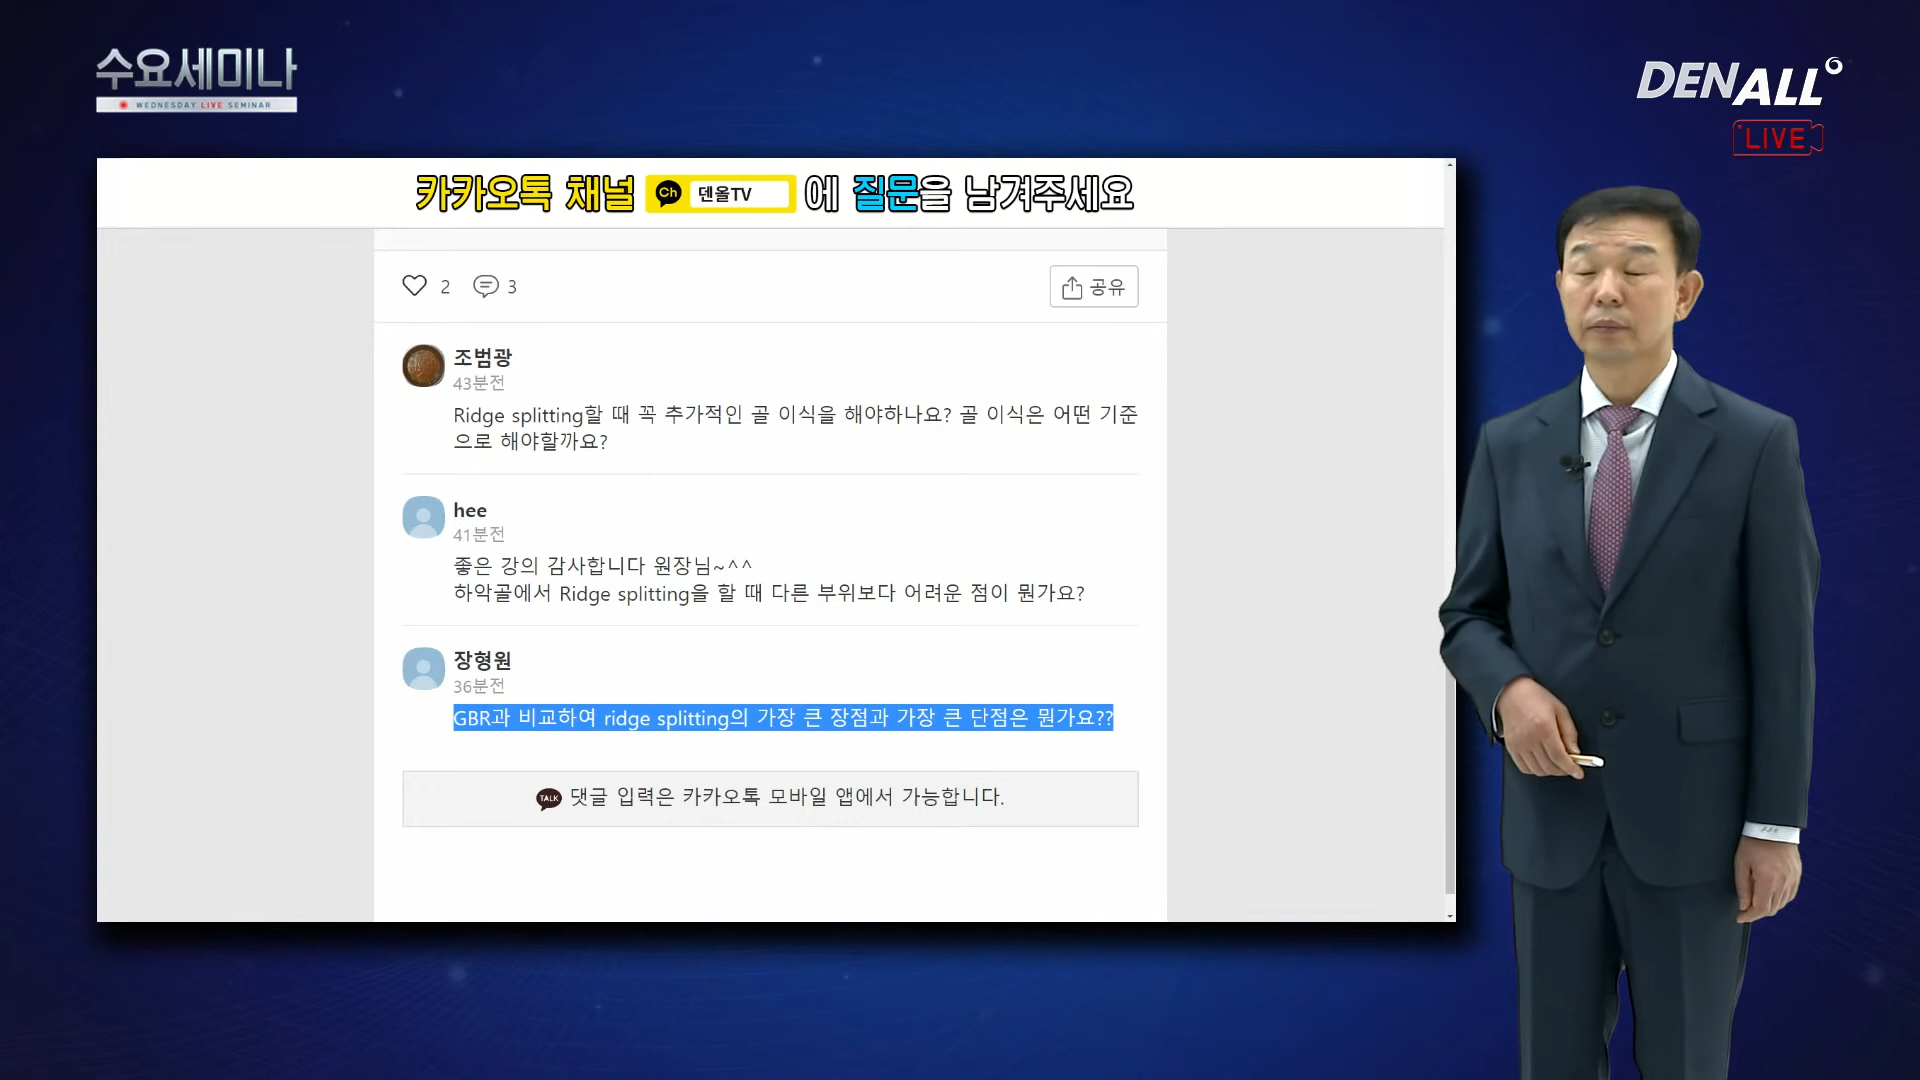 수요세미나
WEDNESDAY LIVE SEMINAR
DENALL
LIVE
카카오톡 채널 Ch 덴올TV 에 질문을 남겨주세요
2 3 공유
조범광
43분전
Ridge splitting할 때 꼭 추가적인 골 이식을 해야하나요? 골 이식은 어떤 기준
으로 해야할까요?
hee
41분전
좋은 강의 감사합니다 원장님~^^
하악골에서 Ridge splitting을 할 때 다른 부위보다 어려운 점이 뭔가요?
장형원
36분전
GBR과 비교하여 ridge splitting의 가장 큰 장점과 가장 큰 단점은 뭔가요??
TALK 댓글 입력은 카카오톡 모바일 앱에서 가능합니다.